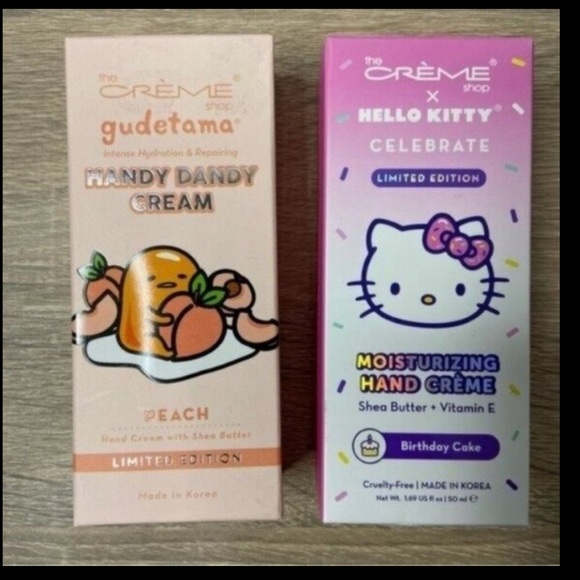 the
CRÈME®
shop
gudetama®
Intense Hydration & Repairing
HANDY DANDY
CREAM
PEACH
Hand Cream with Shea Butter
LIMITED EDITION
Made in Korea
the
CRÈME®
shop
x
HELLO KITTY®
CELEBRATE
LIMITED EDITION
MOISTURIZING
HAND CRÈME
Shea Butter + Vitamin E
Birthday Cake
Cruelty-Free | MADE IN KOREA
Net Wt. 1.69 US fl oz | 50 ml ℮